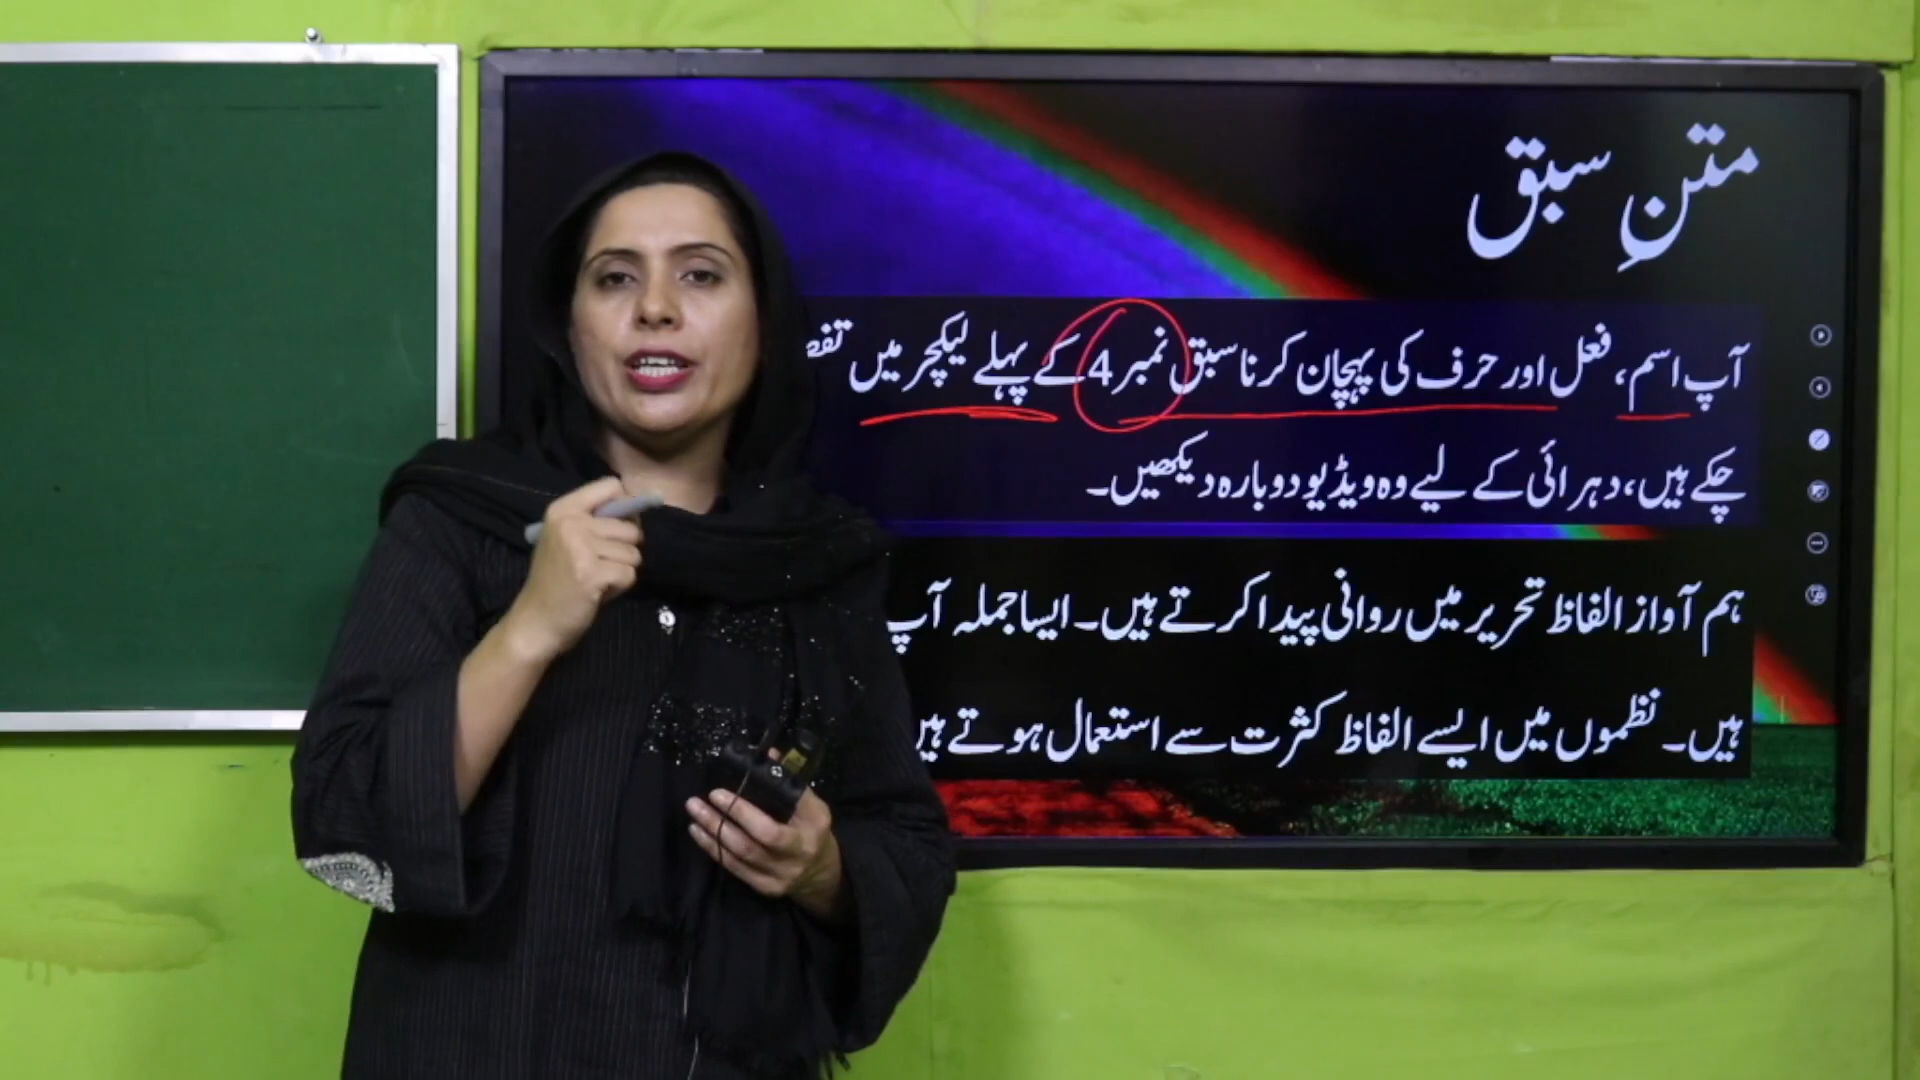 متنِ سبق
آپ اسم، فعل اور حرف کی پہچان کرنا سبق نمبر 4 کے پہلے لیکچر میں
چکے ہیں، دہرائی کے لیے وہ ویڈیو دوبارہ دیکھیں۔
ہم آواز الفاظ تحریر میں روانی پیدا کرتے ہیں۔ ایسا جملہ آپ
ہیں۔ نظموں میں ایسے الفاظ کثرت سے استعمال ہوتے ہیں